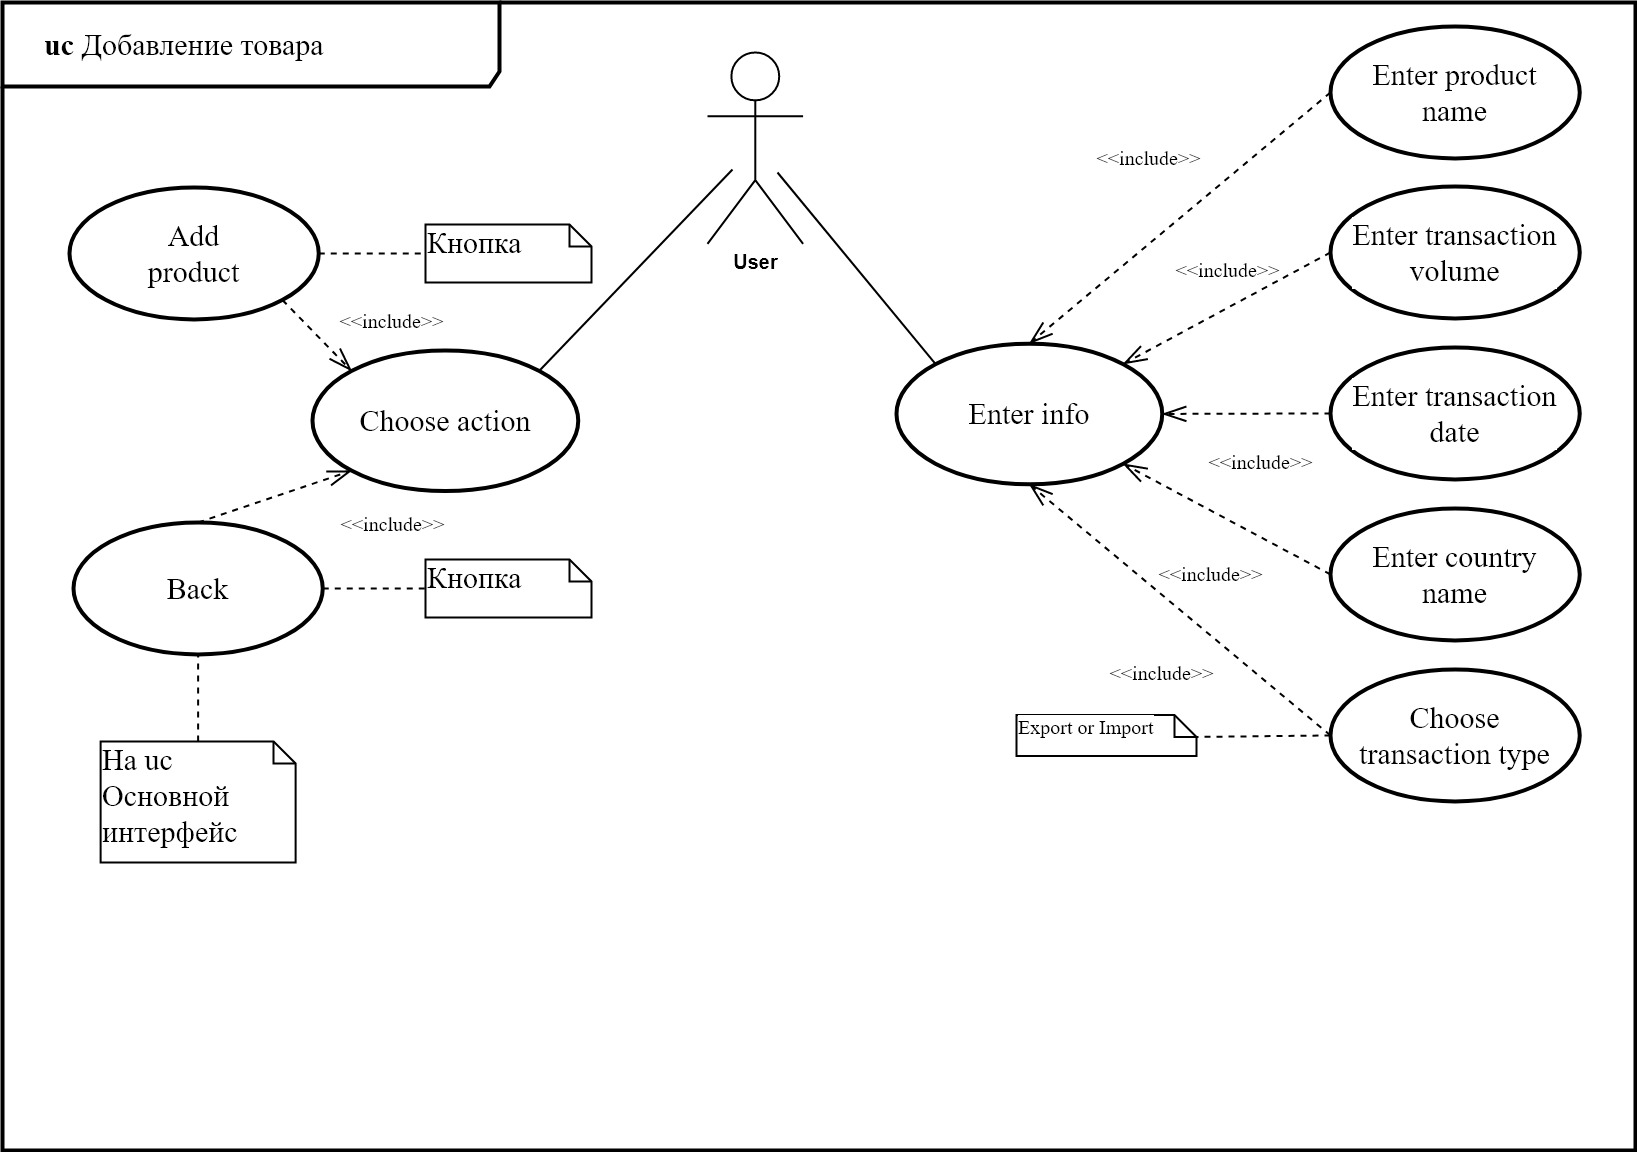 uc Добавление товара
User
Add
product
Кнопка
<<include>>
Choose action
<<include>>
Back
Кнопка
На uc
Основной
интерфейс
Enter info
<<include>>
<<include>>
<<include>>
<<include>>
<<include>>
Enter product
name
Enter transaction
volume
Enter transaction
date
Enter country
name
Choose
transaction type
Export or Import